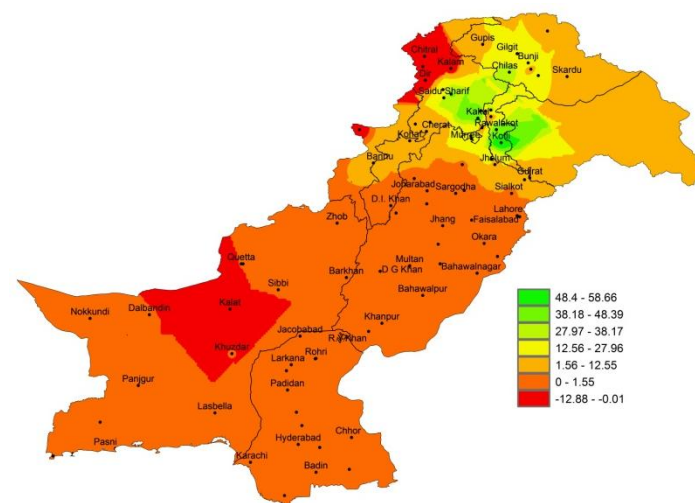 Gupis
Gilgit
Chitral
Bunji
Kalam
Chilas
Skardu
Dir
Saidu Sharif
Kakul
Cherat
Rawalakot
Kohat
Murree
Kotli
Bannu
Jhelum
Gujrat
Joharabad
Sargodha
Sialkot
D.I. Khan
Lahore
Zhob
Jhang
Faisalabad
Okara
Quetta
Multan
D G Khan
Barkhan
Bahawalnagar
Sibbi
Kalat
Bahawalpur
Nokkundi
Dalbandin
Khanpur
Jacobabad
R.Y.Khan
Khuzdar
Rohri
Larkana
Panjgur
Padidan
Lasbella
Pasni
Hyderabad
Chhor
Karachi
Badin
48.4 - 58.66
38.18 - 48.39
27.97 - 38.17
12.56 - 27.96
1.56 - 12.55
0 - 1.55
-12.88 - -0.01